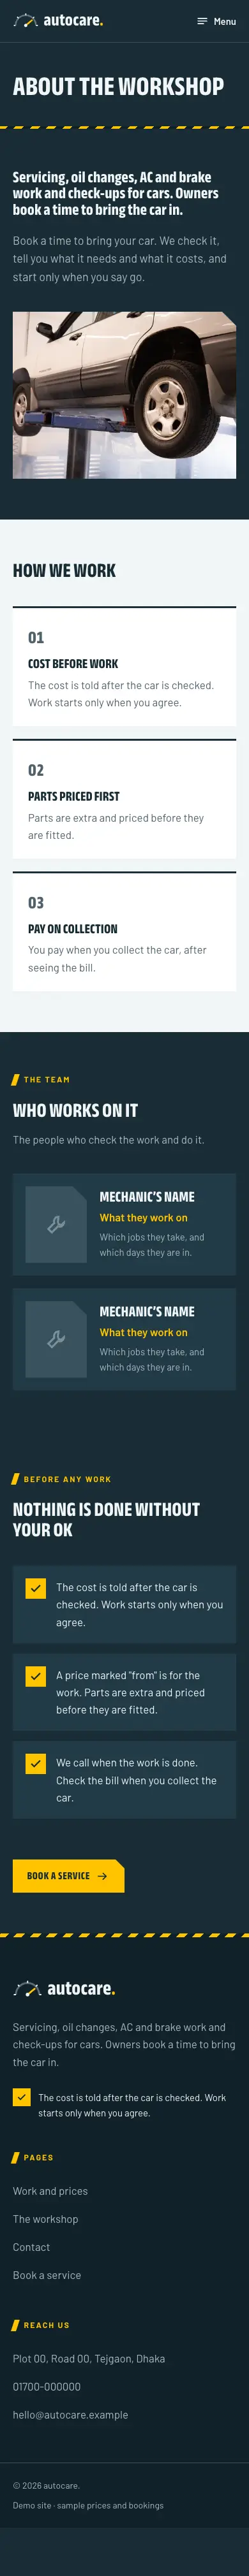 autocare.
Menu
ABOUT THE WORKSHOP
Servicing, oil changes, AC and brake
work and check-ups for cars. Owners
book a time to bring the car in.
Book a time to bring your car. We check it,
tell you what it needs and what it costs, and
start only when you say go.
HOW WE WORK
01
COST BEFORE WORK
The cost is told after the car is checked.
Work starts only when you agree.
02
PARTS PRICED FIRST
Parts are extra and priced before they
are fitted.
03
PAY ON COLLECTION
You pay when you collect the car, after
seeing the bill.
THE TEAM
WHO WORKS ON IT
The people who check the work and do it.
MECHANIC'S NAME
What they work on
Which jobs they take, and
which days they are in.
MECHANIC'S NAME
What they work on
Which jobs they take, and
which days they are in.
BEFORE ANY WORK
NOTHING IS DONE WITHOUT
YOUR OK
The cost is told after the car is
checked. Work starts only when you
agree.
A price marked "from" is for the
work. Parts are extra and priced
before they are fitted.
We call when the work is done.
Check the bill when you collect the
car.
BOOK A SERVICE
autocare.
Servicing, oil changes, AC and brake work and
check-ups for cars. Owners book a time to bring
the car in.
The cost is told after the car is checked. Work
starts only when you agree.
PAGES
Work and prices
The workshop
Contact
Book a service
REACH US
Plot 00, Road 00, Tejgaon, Dhaka
01700-000000
hello@autocare.example
© 2026 autocare.
Demo site · sample prices and bookings